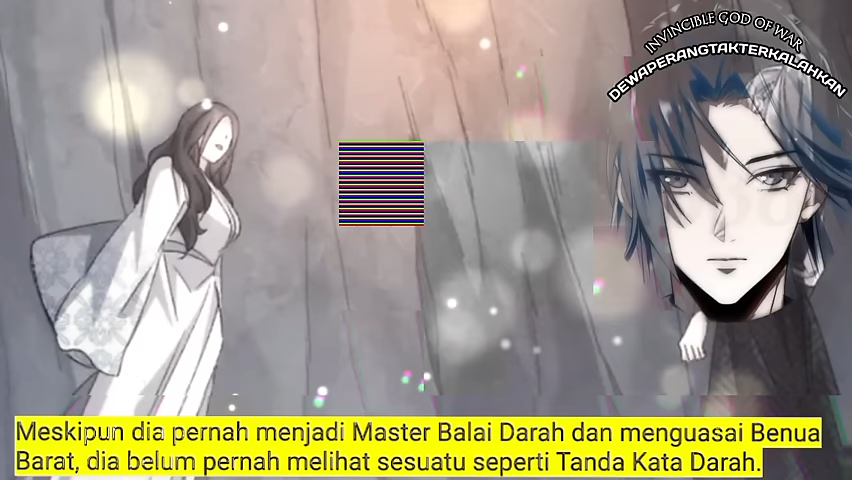 INVINCIBLE GOD OF WAR
DEWAPERANGTAKTERKALAHKAN
Meskipun dia pernah menjadi Master Balai Darah dan menguasai Benua
Barat, dia belum pernah melihat sesuatu seperti Tanda Kata Darah.